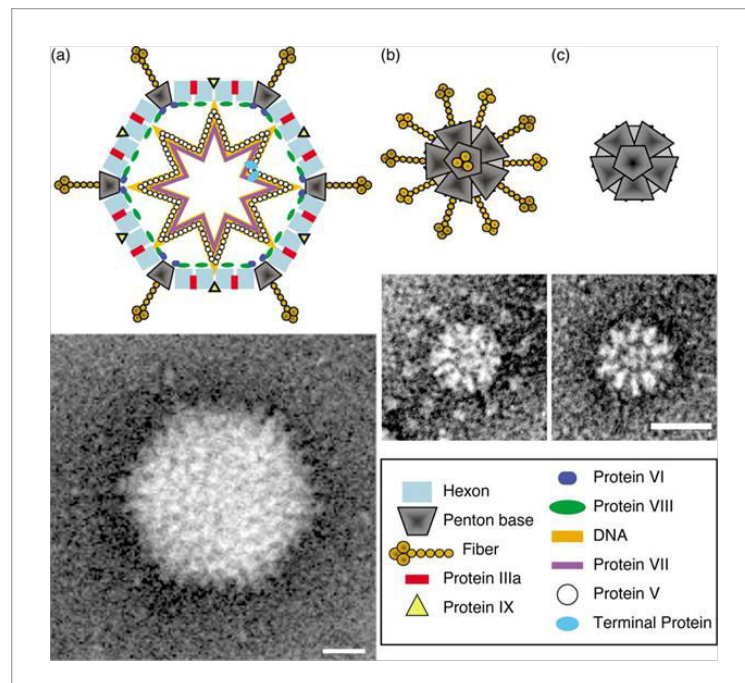 (a)
(b)
(c)
Hexon
Penton base
Fiber
Protein IIIa
Protein IX
Protein VI
Protein VIII
DNA
Protein VII
Protein V
Terminal Protein